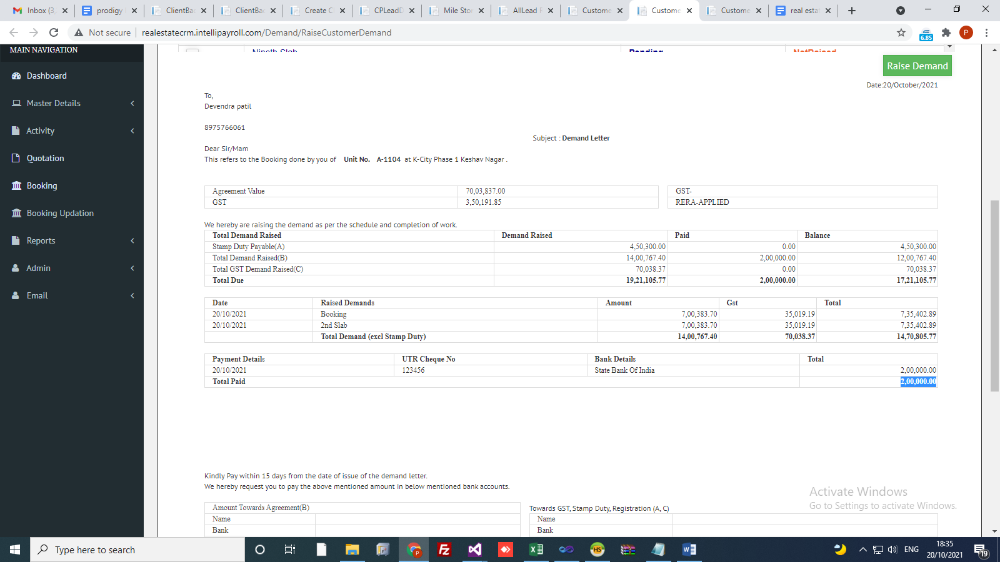 Inbox (3,
prodigy
ClientBa
ClientBa
Create C
CPLeadD
Mile Sto
AllLead F
Custome
Custome
Custome
real esta
Not secure
realestatecrm.intellipayroll.com/Demand/RaiseCustomerDemand
6.85
P
MAIN NAVIGATION
Dashboard
Master Details
Activity
Quotation
Booking
Booking Updation
Reports
Admin
Email
Nineth Slab Pending NotRaised
Raise Demand
Date:20/October/2021
To,
Devendra patil
8975766061
Subject : Demand Letter
Dear Sir/Mam
This refers to the Booking done by you of Unit No. A-1104 at K-City Phase 1 Keshav Nagar .
Agreement Value 70,03,837.00 GST-
GST 3,50,191.85 RERA-APPLIED
We hereby are raising the demand as per the schedule and completion of work.
Total Demand Raised Demand Raised Paid Balance
Stamp Duty Payable(A) 4,50,300.00 0.00 4,50,300.00
Total Demand Raised(B) 14,00,767.40 2,00,000.00 12,00,767.40
Total GST Demand Raised(C) 70,038.37 0.00 70,038.37
Total Due 19,21,105.77 2,00,000.00 17,21,105.77
Date Raised Demands Amount Gst Total
20/10/2021 Booking 7,00,383.70 35,019.19 7,35,402.89
20/10/2021 2nd Slab 7,00,383.70 35,019.19 7,35,402.89
Total Demand (excl Stamp Duty) 14,00,767.40 70,038.37 14,70,805.77
Payment Details UTR Cheque No Bank Details Total
20/10/2021 123456 State Bank Of India 2,00,000.00
Total Paid 2,00,000.00
Kindly Pay within 15 days from the date of issue of the demand letter.
We hereby request you to pay the above mentioned amount in below mentioned bank accounts.
Amount Towards Agreement(B) Towards GST, Stamp Duty, Registration (A, C)
Name Name
Bank Bank
Activate Windows
Go to Settings to activate Windows.
Type here to search
P
HS
ENG
18:35
20/10/2021
19